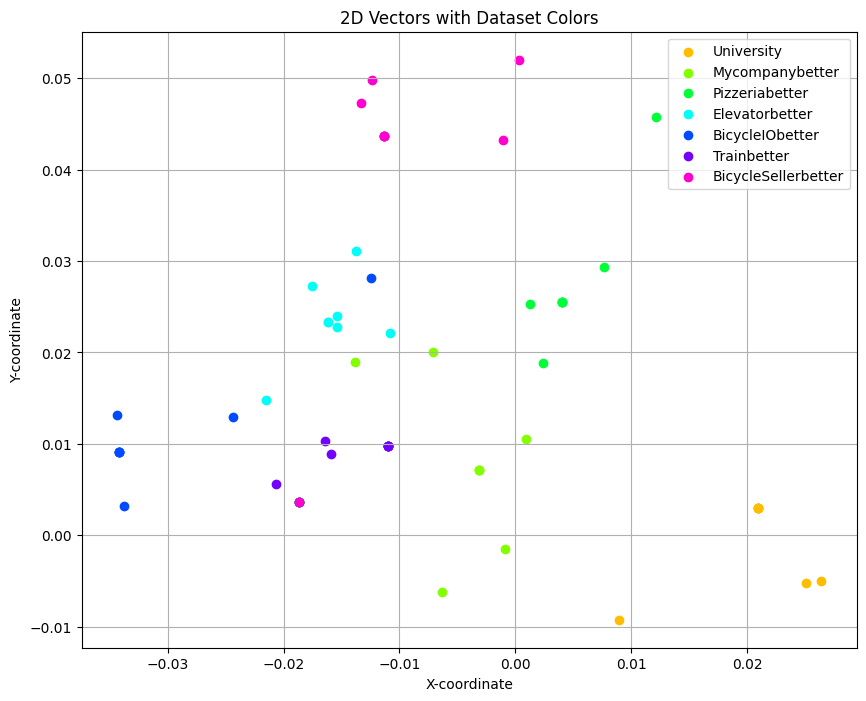 2D Vectors with Dataset Colors
University
Mycompanybetter
Pizzeriabetter
Elevatorbetter
BicycleIObetter
Trainbetter
BicycleSellerbetter
Y-coordinate
0.05
0.04
0.03
0.02
0.01
0.00
−0.01
−0.03
−0.02
−0.01
0.00
0.01
0.02
X-coordinate